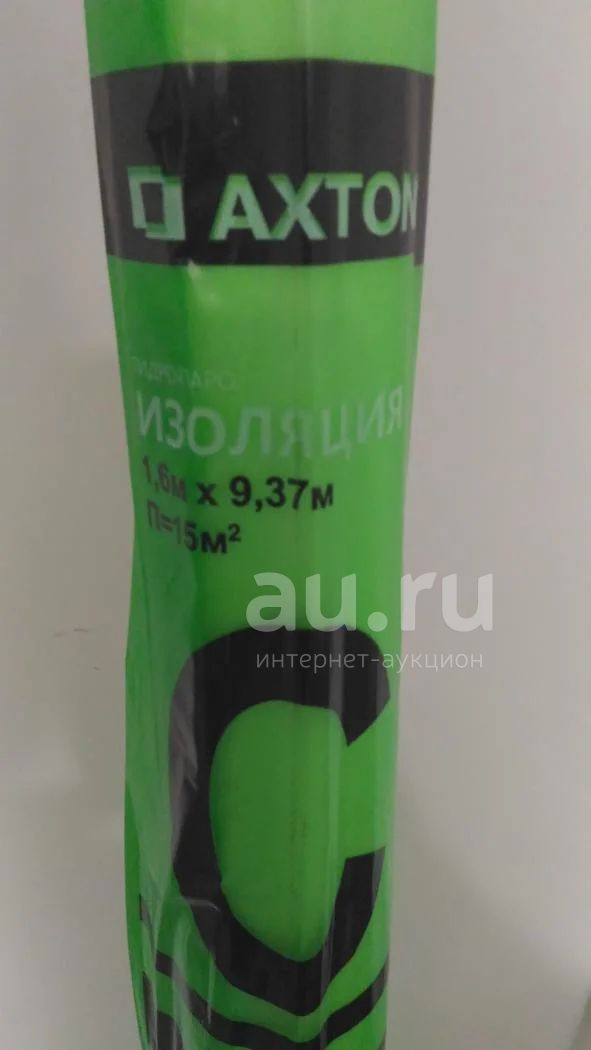 AXTON
ГИДРОПАРО
ИЗОЛЯЦИЯ
1,6м х 9,37м
П=15м²
au.ru
интернет-аукцион
C